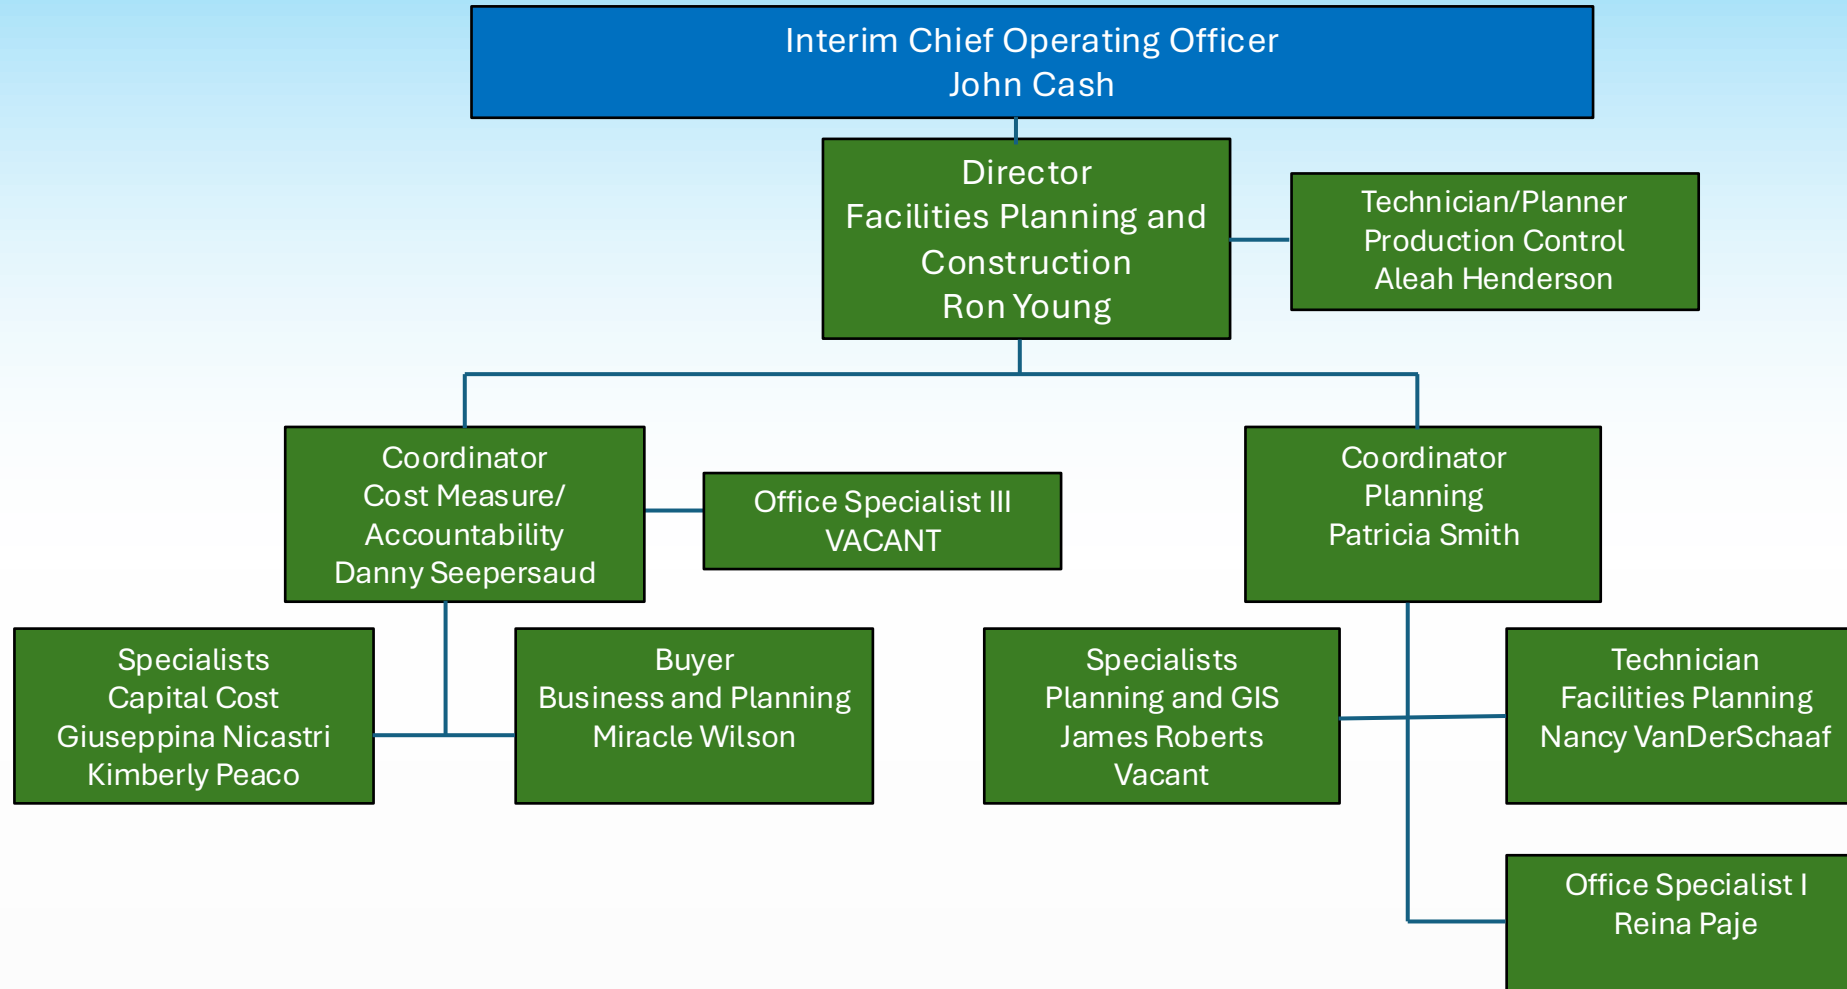 Interim Chief Operating Officer
John Cash
Director
Facilities Planning and
Construction
Ron Young
Technician/Planner
Production Control
Aleah Henderson
Coordinator
Cost Measure/
Accountability
Danny Seepersaud
Office Specialist III
VACANT
Coordinator
Planning
Patricia Smith
Specialists
Capital Cost
Giuseppina Nicastri
Kimberly Peaco
Buyer
Business and Planning
Miracle Wilson
Specialists
Planning and GIS
James Roberts
Vacant
Technician
Facilities Planning
Nancy VanDerSchaaf
Office Specialist I
Reina Paje